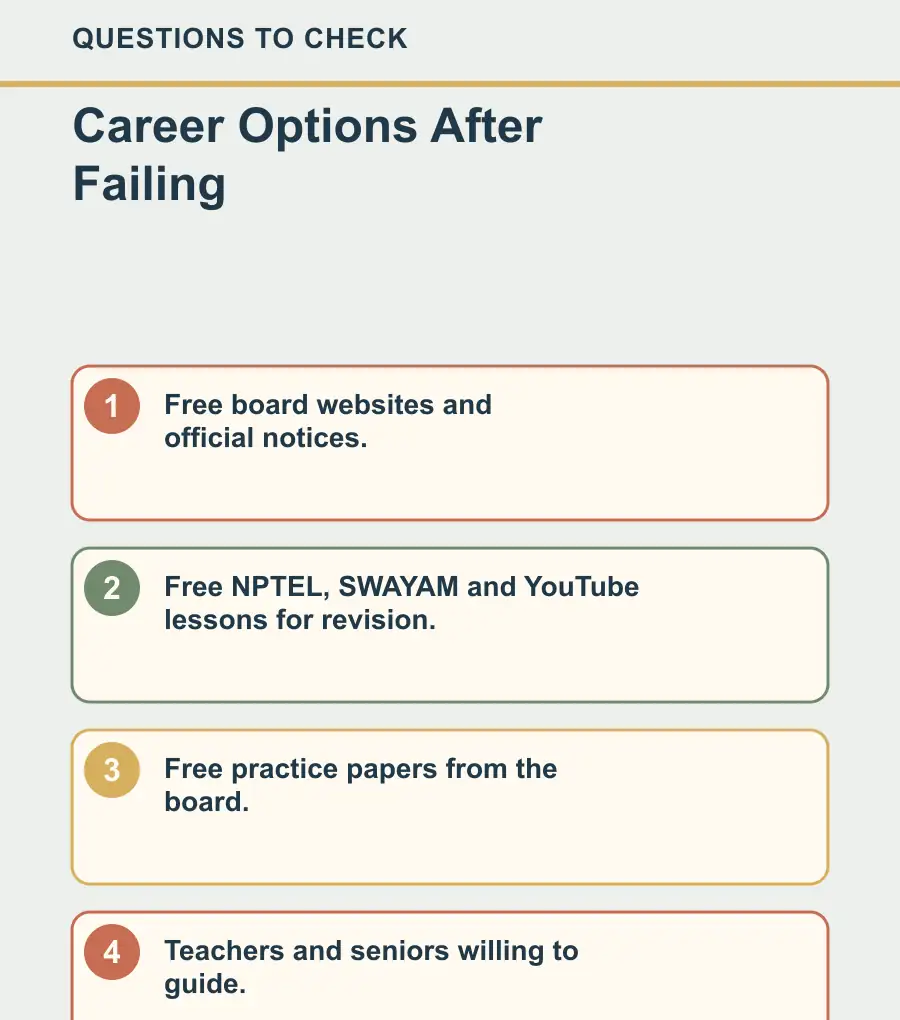 QUESTIONS TO CHECK
Career Options After
Failing
1
Free board websites and
official notices.
2
Free NPTEL, SWAYAM and YouTube
lessons for revision.
3
Free practice papers from the
board.
4
Teachers and seniors willing to
guide.